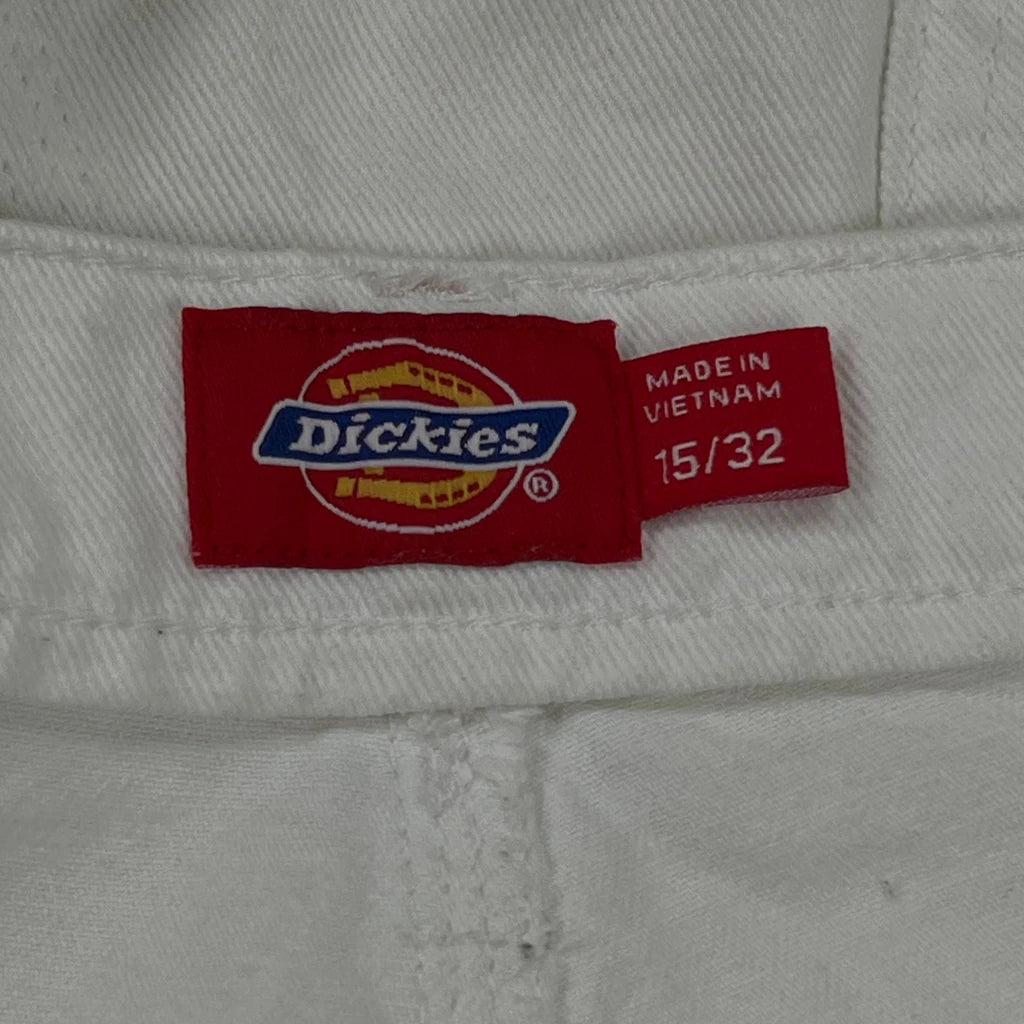 Dickies
®
MADE IN
VIETNAM
15/32